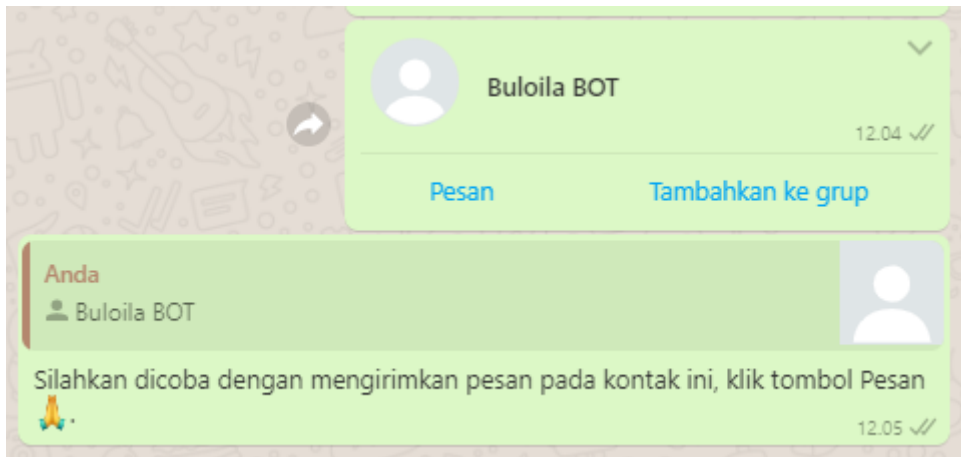 Buloila BOT
12.04
Pesan Tambahkan ke grup
Anda
Buloila BOT
Silahkan dicoba dengan mengirimkan pesan pada kontak ini, klik tombol Pesan
🙏.
12.05